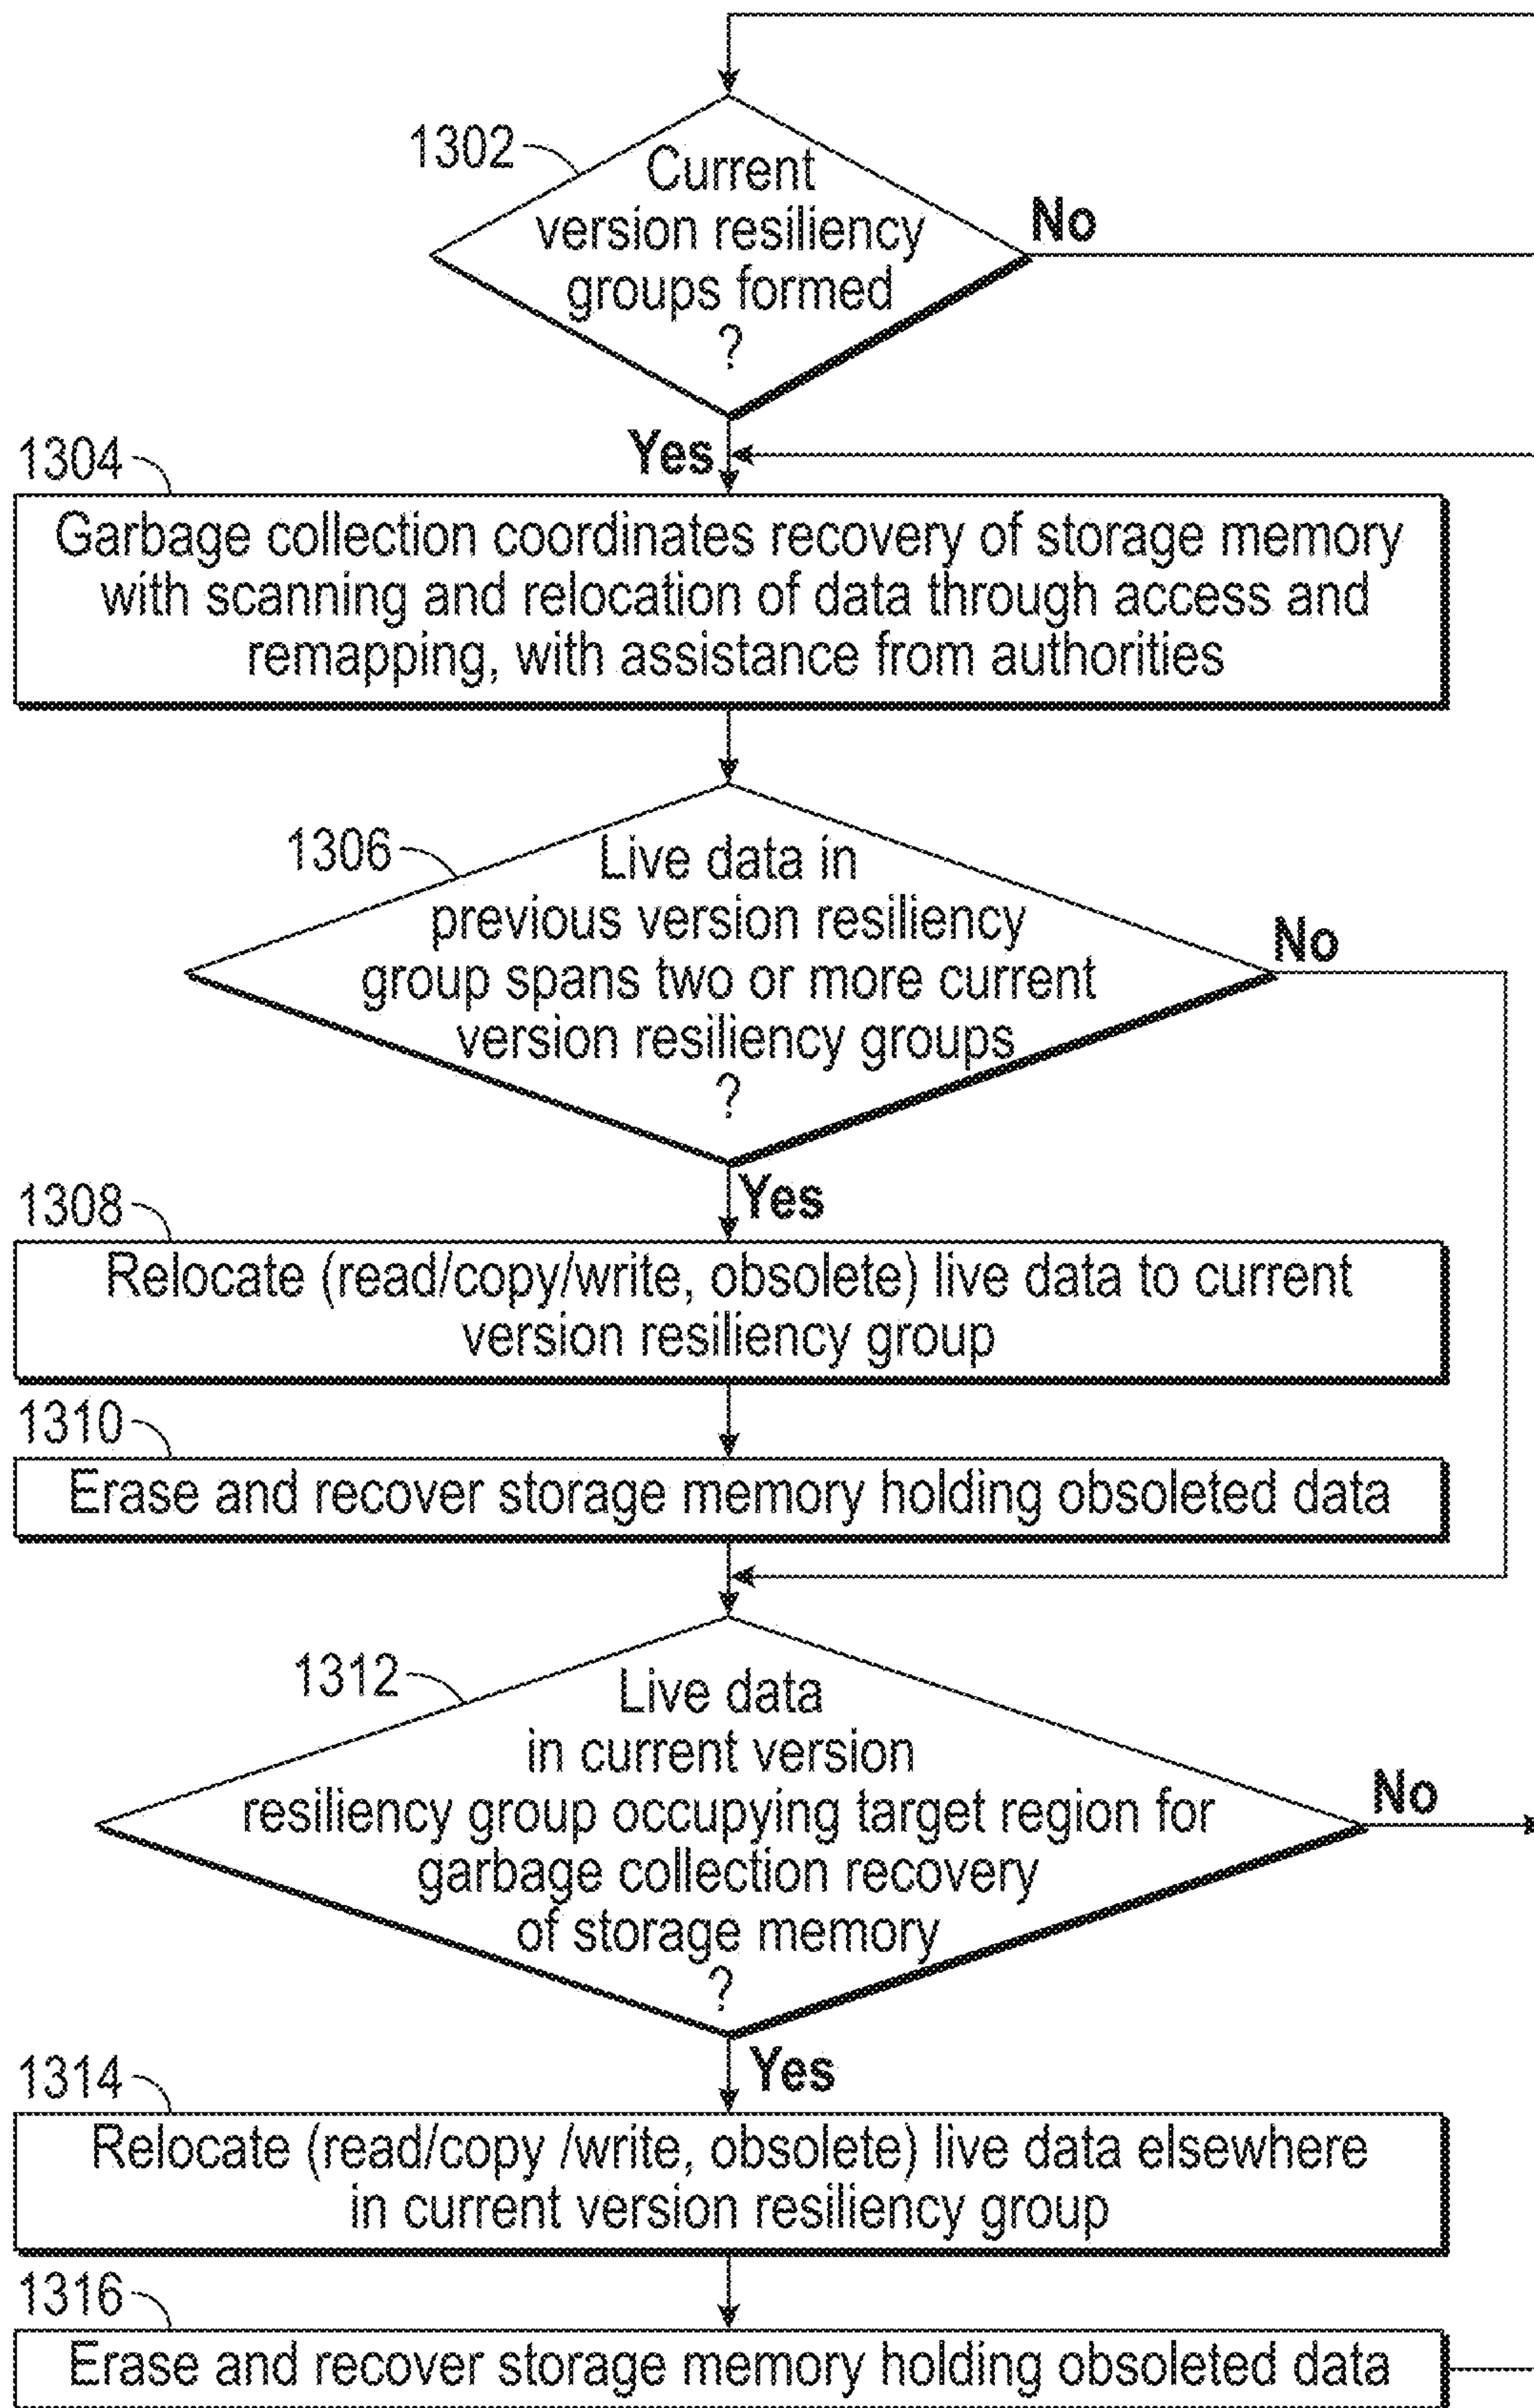 1302
Current
version resiliency
groups formed
?
No
Yes
1304
Garbage collection coordinates recovery of storage memory
with scanning and relocation of data through access and
remapping, with assistance from authorities
1306
Live data in
previous version resiliency
group spans two or more current
version resiliency groups
?
No
Yes
1308
Relocate (read/copy/write, obsolete) live data to current
version resiliency group
1310
Erase and recover storage memory holding obsoleted data
1312
Live data
in current version
resiliency group occupying target region for
garbage collection recovery
of storage memory
?
No
Yes
1314
Relocate (read/copy /write, obsolete) live data elsewhere
in current version resiliency group
1316
Erase and recover storage memory holding obsoleted data